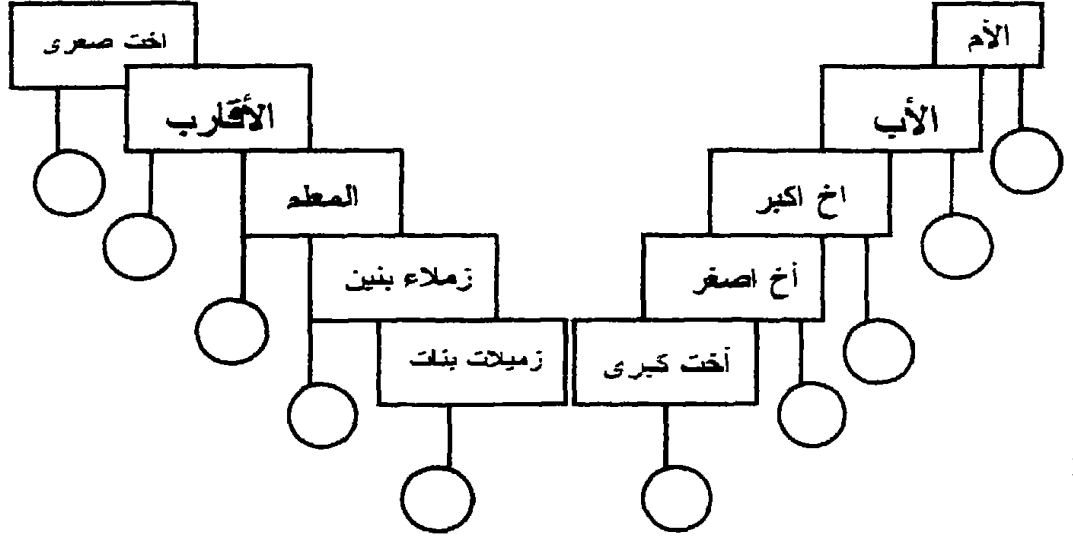 الأم
الأب
اخ اكبر
أخ اصغر
أخت كبرى
اخت صعرى
الأقارب
المعلم
زملاء بنين
زميلات بنات